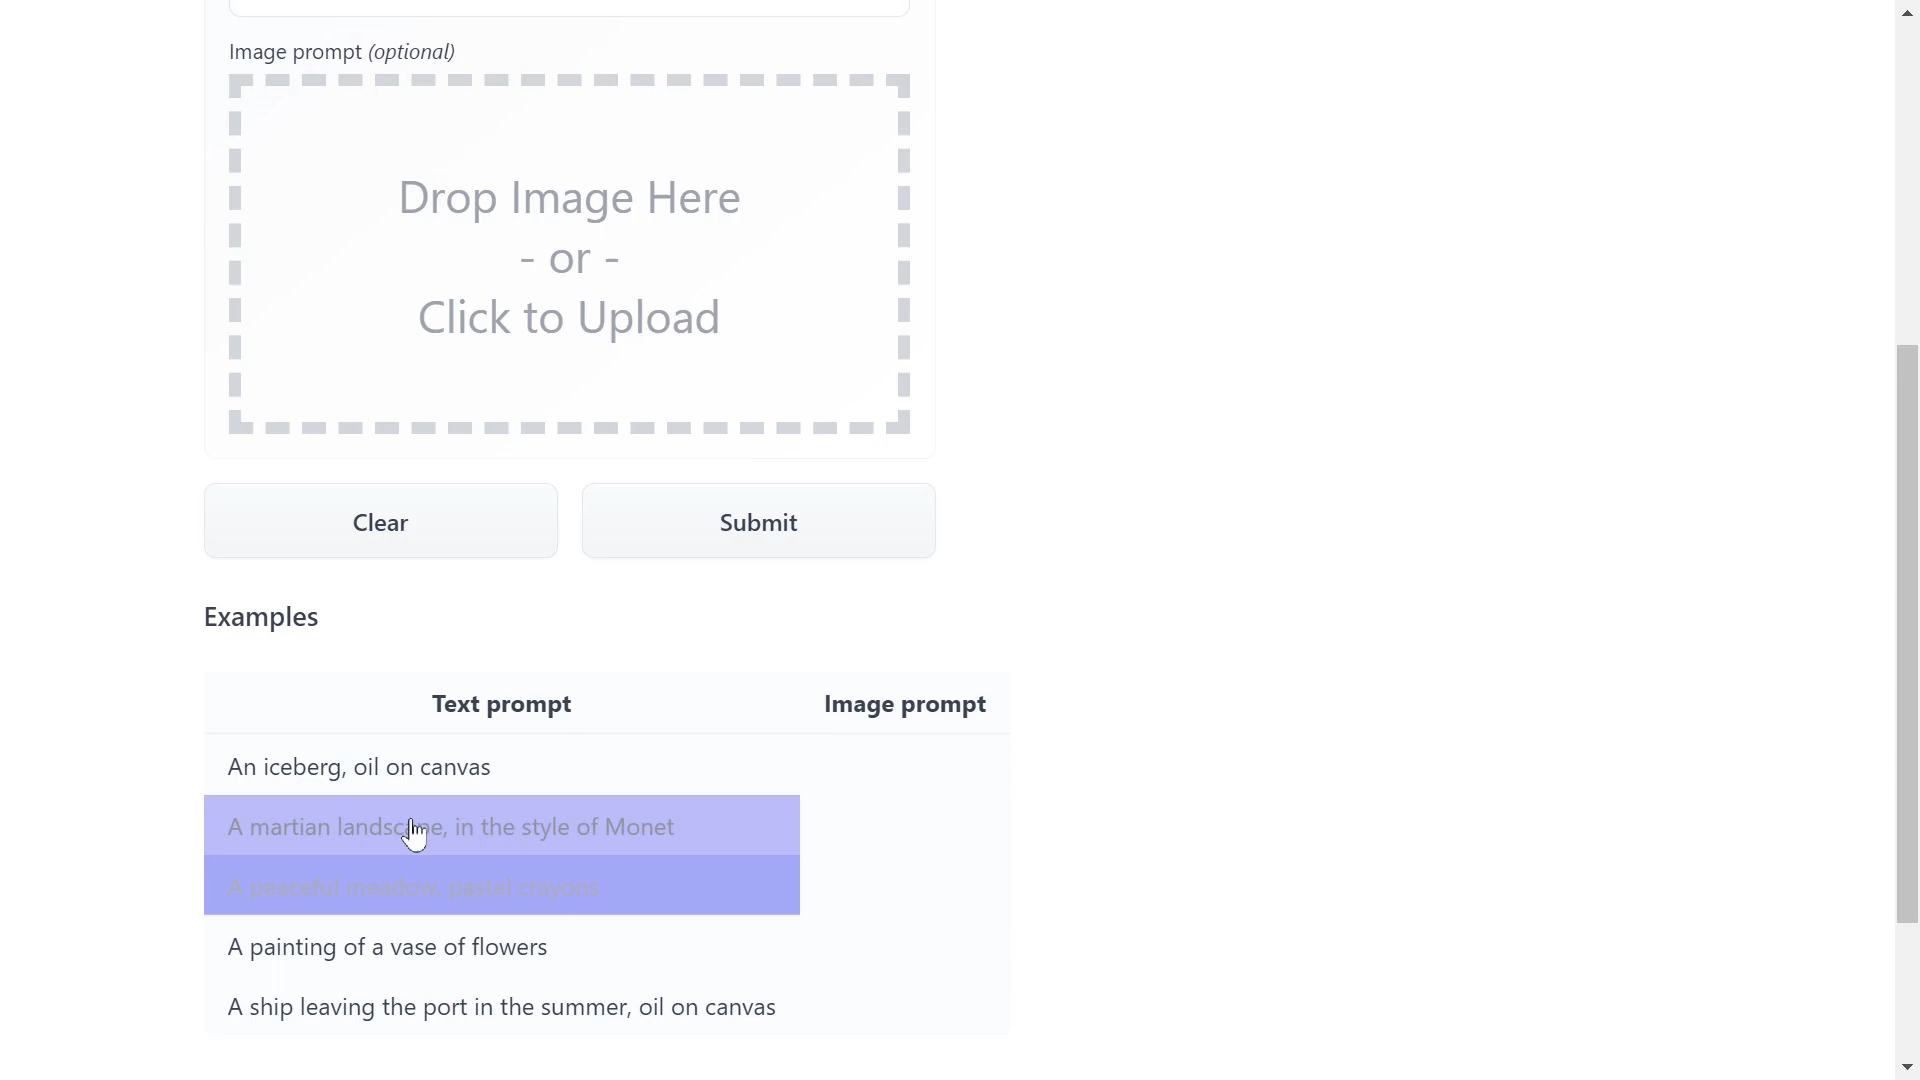 Image prompt (optional)
Drop Image Here
- or -
Click to Upload
Clear
Submit
Examples
Text prompt
Image prompt
An iceberg, oil on canvas
A martian landscape, in the style of Monet
A peaceful meadow, pastel crayons
A painting of a vase of flowers
A ship leaving the port in the summer, oil on canvas